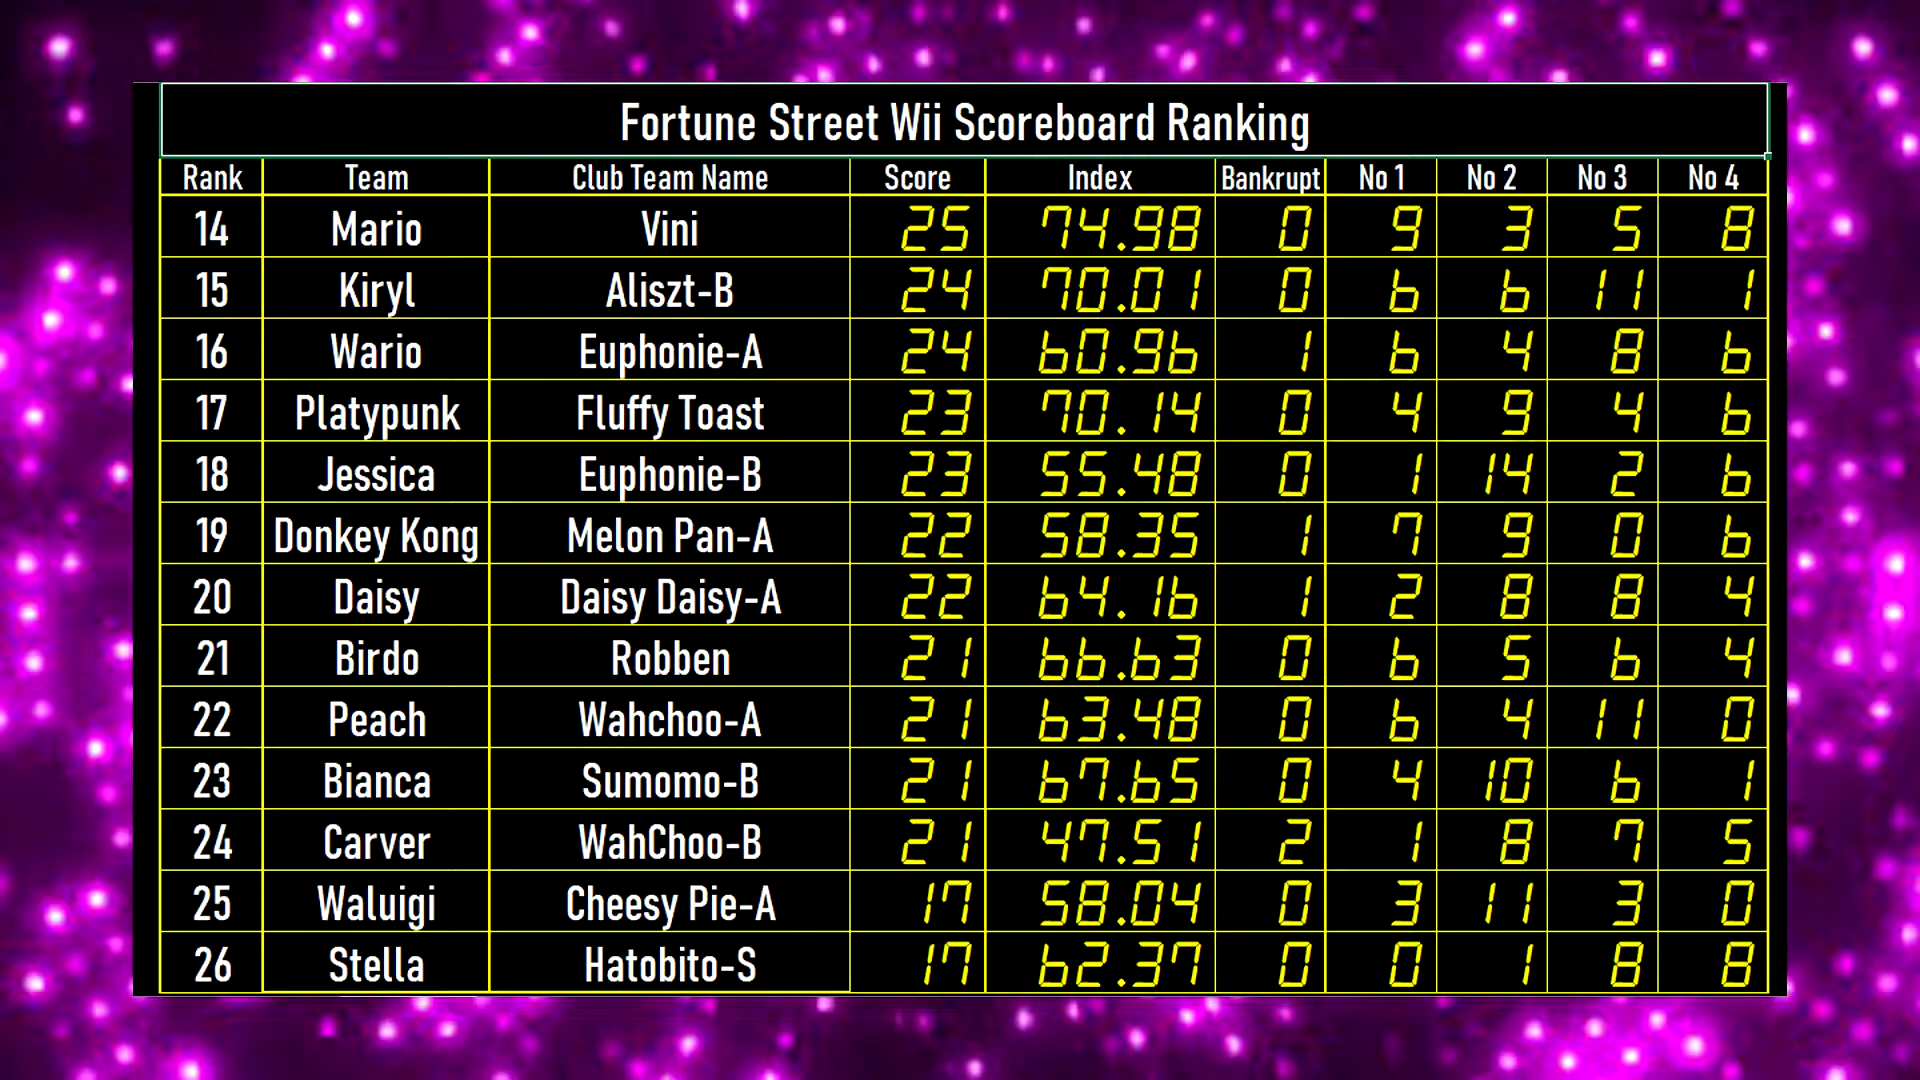 Fortune Street Wii Scoreboard Ranking
Rank Team Club Team Name Score Index Bankrupt No 1 No 2 No 3 No 4
14 Mario Vini 25 74.98 0 9 3 5 8
15 Kiryl Aliszt-B 24 70.01 0 6 6 11 1
16 Wario Euphonie-A 24 60.96 1 6 4 8 6
17 Platypunk Fluffy Toast 23 70.14 0 4 9 4 6
18 Jessica Euphonie-B 23 55.48 0 1 14 2 6
19 Donkey Kong Melon Pan-A 22 58.35 1 7 9 0 6
20 Daisy Daisy Daisy-A 22 64.16 1 2 8 8 4
21 Birdo Robben 21 66.63 0 6 5 6 4
22 Peach Wahchoo-A 21 63.48 0 6 4 11 0
23 Bianca Sumomo-B 21 67.65 0 4 10 6 1
24 Carver WahChoo-B 21 47.51 2 1 8 7 5
25 Waluigi Cheesy Pie-A 17 58.04 0 3 11 3 0
26 Stella Hatobito-S 17 62.37 0 0 1 8 8